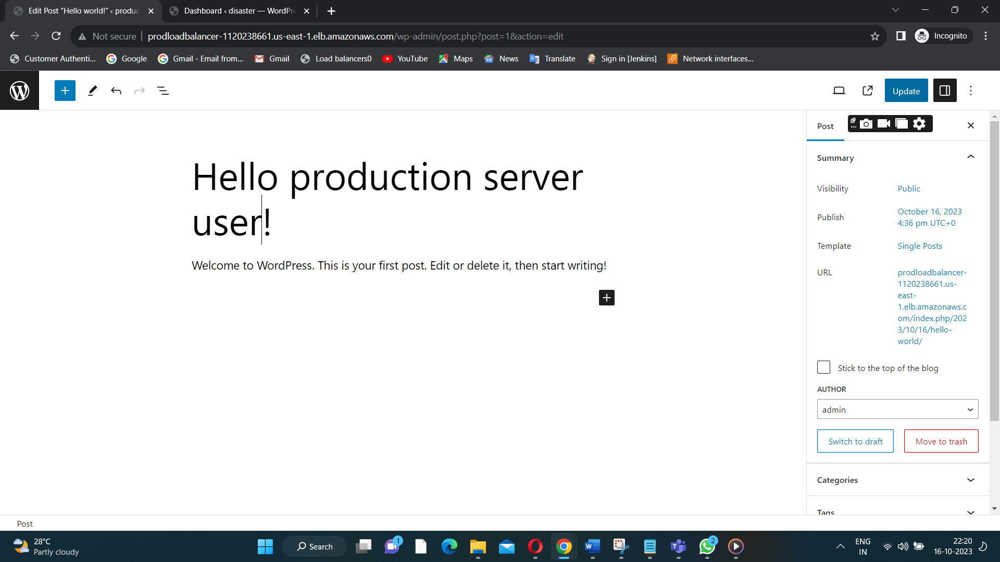 Edit Post “Hello world!” ‹ produc
Dashboard ‹ disaster — WordPre
Not secure
prodloadbalancer-1120238661.us-east-1.elb.amazonaws.com/wp-admin/post.php?post=1&action=edit
Incognito
Customer Authenti...
Google
Gmail - Email from...
Gmail
Load balancers0
YouTube
Maps
News
Translate
Sign in [Jenkins]
Network interfaces...
Update
Post
Hello production server
user!
Welcome to WordPress. This is your first post. Edit or delete it, then start writing!
Summary
Visibility
Public
Publish
October 16, 2023
4:36 pm UTC+0
Template
Single Posts
URL
prodloadbalancer-
1120238661.us-
east-
1.elb.amazonaws.c
om/index.php/202
3/10/16/hello-
world/
Stick to the top of the blog
AUTHOR
admin
Switch to draft
Move to trash
Categories
Tags
Post
28°C
Partly cloudy
Search
1
2
ENG
IN
22:20
16-10-2023